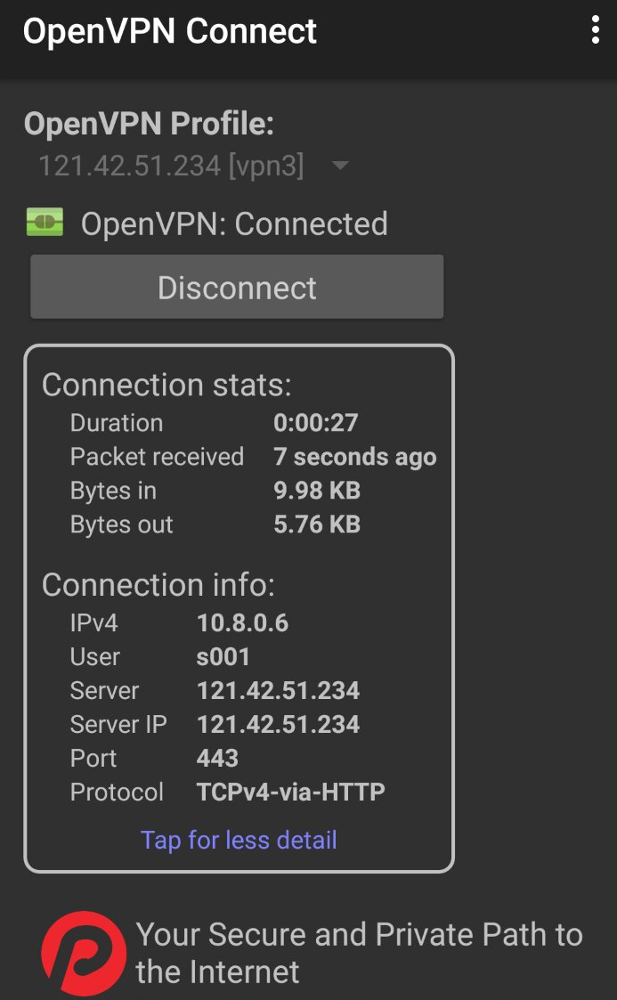 OpenVPN Connect
OpenVPN Profile:
121.42.51.234 [vpn3]
OpenVPN: Connected
Disconnect
Connection stats:
Duration 0:00:27
Packet received 7 seconds ago
Bytes in 9.98 KB
Bytes out 5.76 KB
Connection info:
IPv4 10.8.0.6
User s001
Server 121.42.51.234
Server IP 121.42.51.234
Port 443
Protocol TCPv4-via-HTTP
Tap for less detail
Your Secure and Private Path to
the Internet